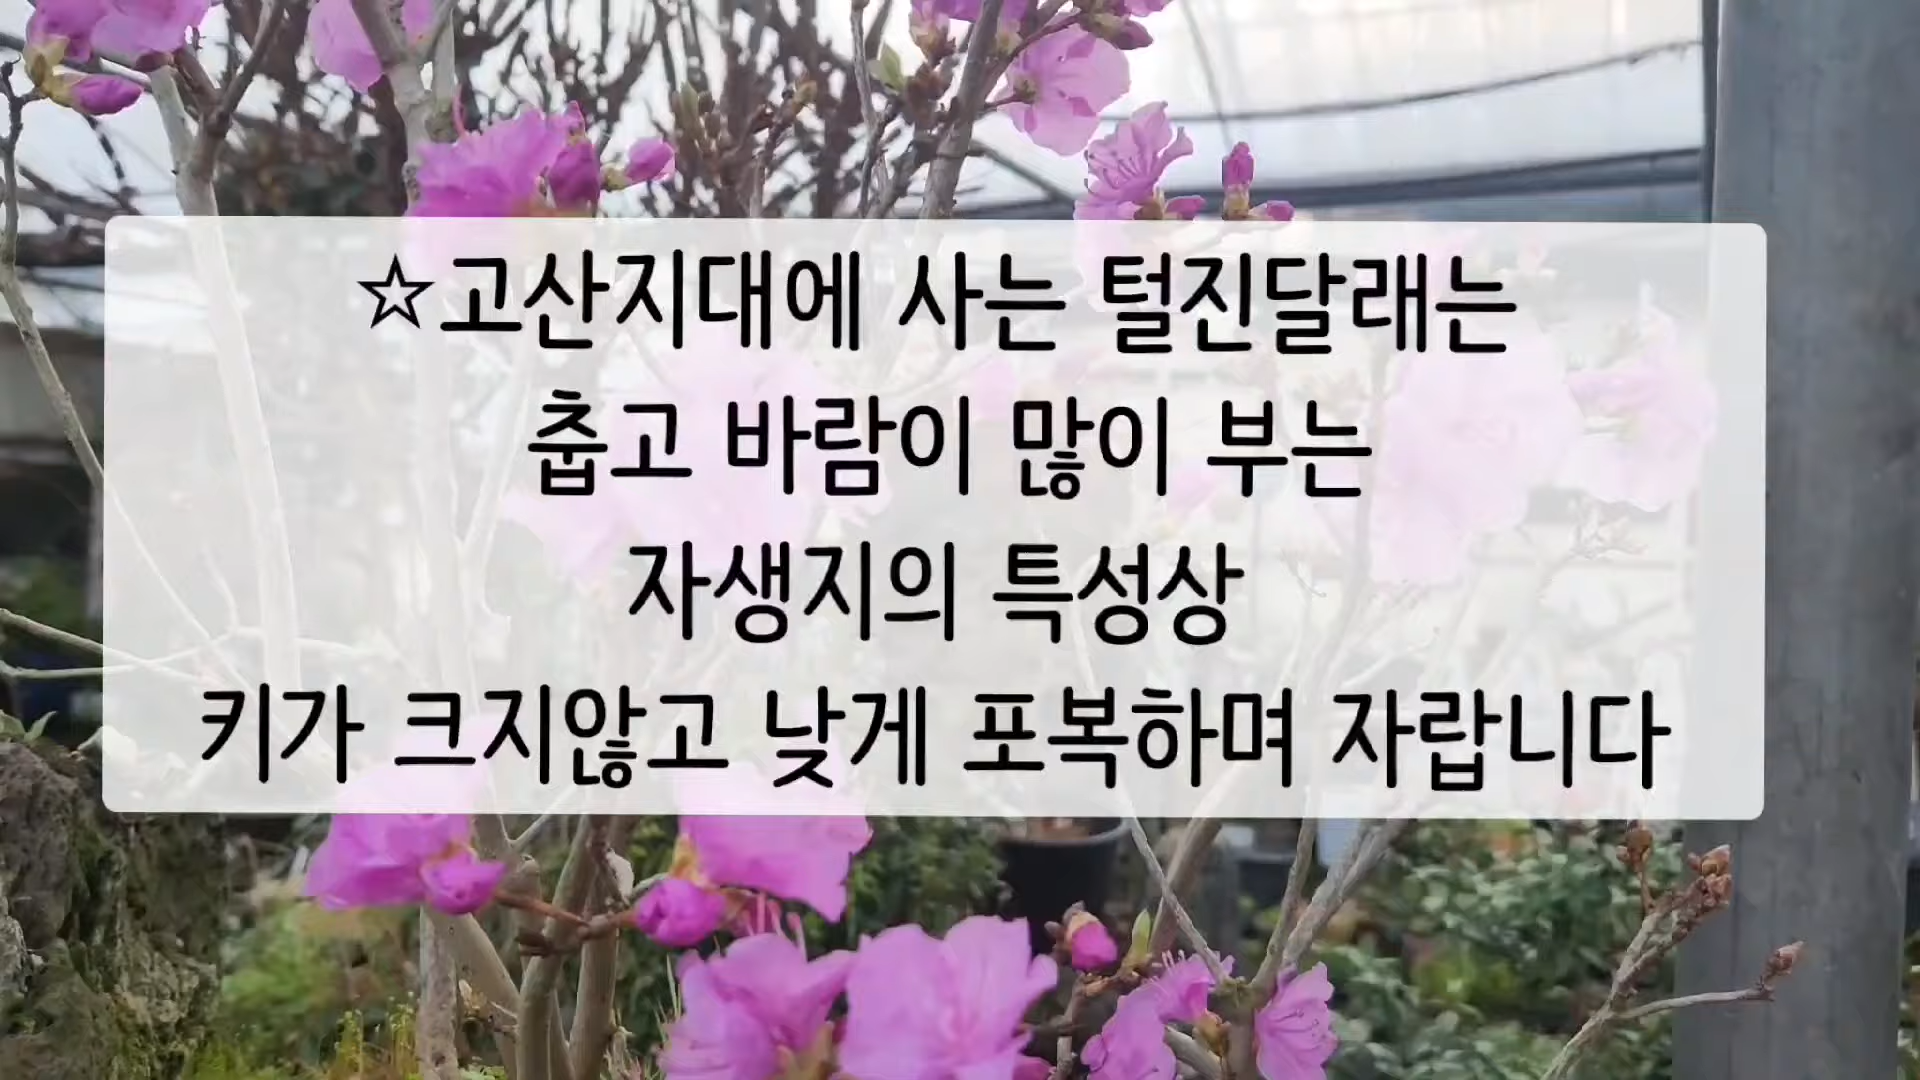 ☆고산지대에 사는 털진달래는
춥고 바람이 많이 부는
자생지의 특성상
키가 크지않고 낮게 포복하며 자랍니다